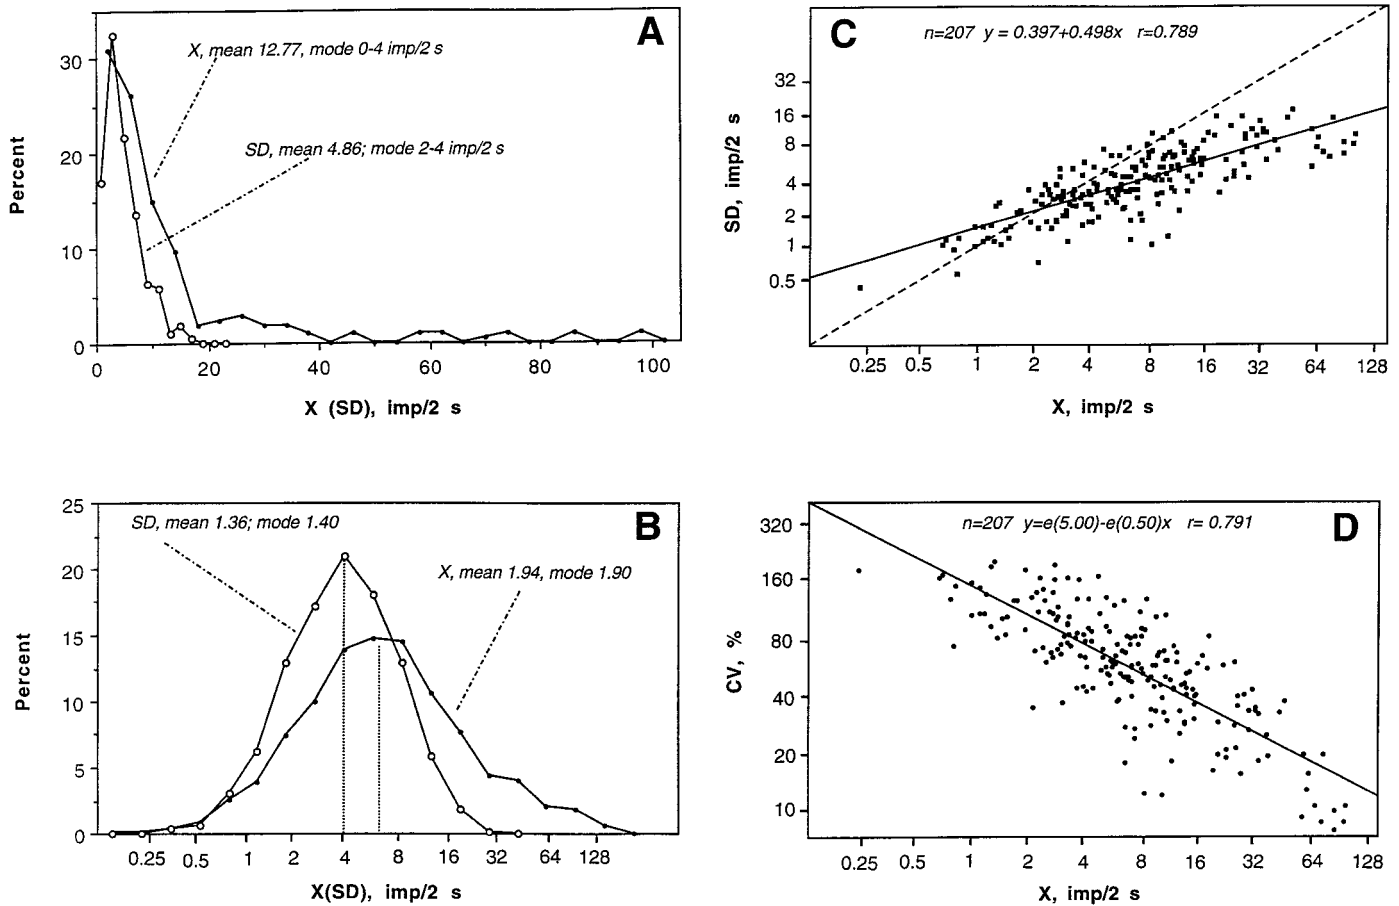 A
X, mean 12.77, mode 0-4 imp/2 s
SD, mean 4.86; mode 2-4 imp/2 s
Percent
30
20
10
0
0 20 40 60 80 100
X (SD), imp/2 s
C
n=207 y = 0.397+0.498x r=0.789
SD, imp/2 s
32
16
8
4
2
1
0.5
0.25 0.5 1 2 4 8 16 32 64 128
X, imp/2 s
B
SD, mean 1.36; mode 1.40
X, mean 1.94, mode 1.90
Percent
25
20
15
10
5
0
0.25 0.5 1 2 4 8 16 32 64 128
X(SD), imp/2 s
D
n=207 y=e(5.00)-e(0.50)x r= 0.791
CV, %
320
160
80
40
20
10
0.25 0.5 1 2 4 8 16 32 64 128
X, imp/2 s